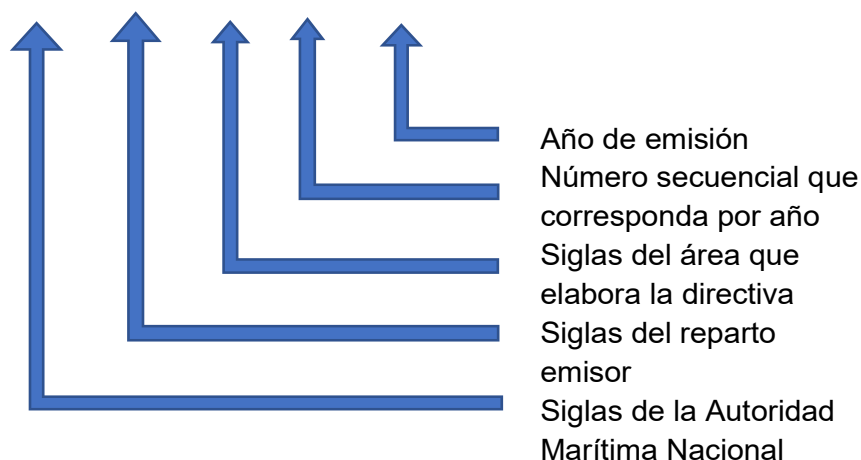 Año de emisión
Número secuencial que
corresponda por año
Siglas del área que
elabora la directiva
Siglas del reparto
emisor
Siglas de la Autoridad
Marítima Nacional